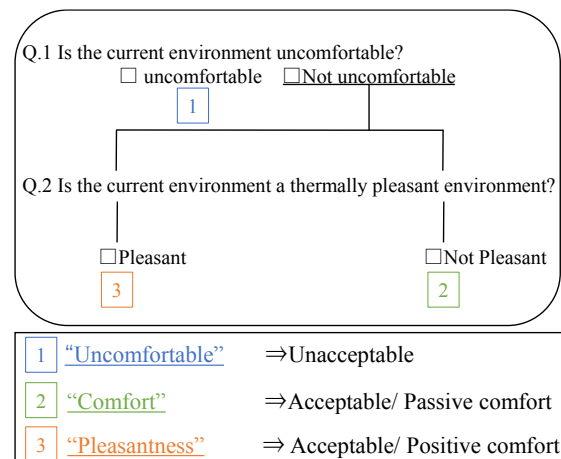 Q.1 Is the current environment uncomfortable?
☐ uncomfortable ☐Not uncomfortable
1
Q.2 Is the current environment a thermally pleasant environment?
☐Pleasant ☐Not Pleasant
3 2
1 “Uncomfortable” ⇒Unacceptable
2 “Comfort” ⇒Acceptable/ Passive comfort
3 “Pleasantness” ⇒ Acceptable/ Positive comfort